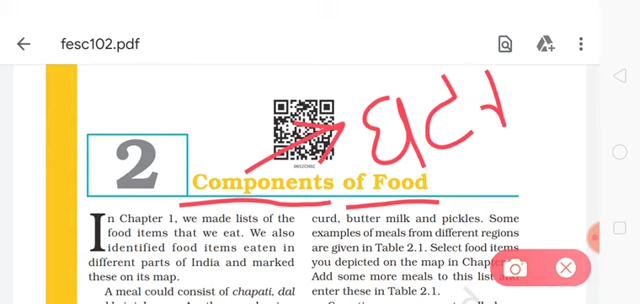 fesc102.pdf
0612CH02
2
Components of Food
ઘટક
In Chapter 1, we made lists of the
food items that we eat. We also
identified food items eaten in
different parts of India and marked
these on its map.
A meal could consist of chapati, dal
curd, butter milk and pickles. Some
examples of meals from different regions
are given in Table 2.1. Select food items
you depicted on the map in Chapter
Add some more meals to this list and
enter these in Table 2.1.